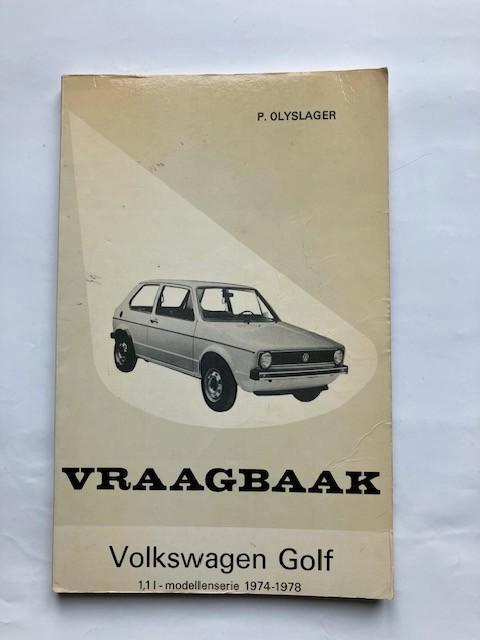 P. OLYSLAGER
VRAAGBAAK
Volkswagen Golf
1,1 l - modellenserie 1974-1978